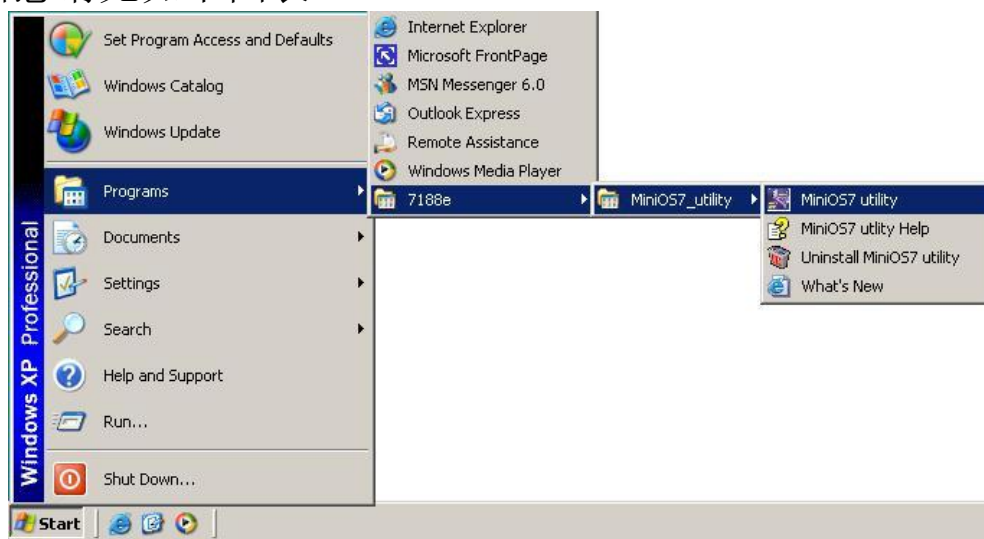 Set Program Access and Defaults
Windows Catalog
Windows Update
Programs
Documents
Settings
Search
Help and Support
Run...
Shut Down...
Windows XP Professional
Start
Internet Explorer
Microsoft FrontPage
MSN Messenger 6.0
Outlook Express
Remote Assistance
Windows Media Player
7188e
MiniOS7_utility
MiniOS7 utility
MiniOS7 utlity Help
Uninstall MiniOS7 utility
What's New